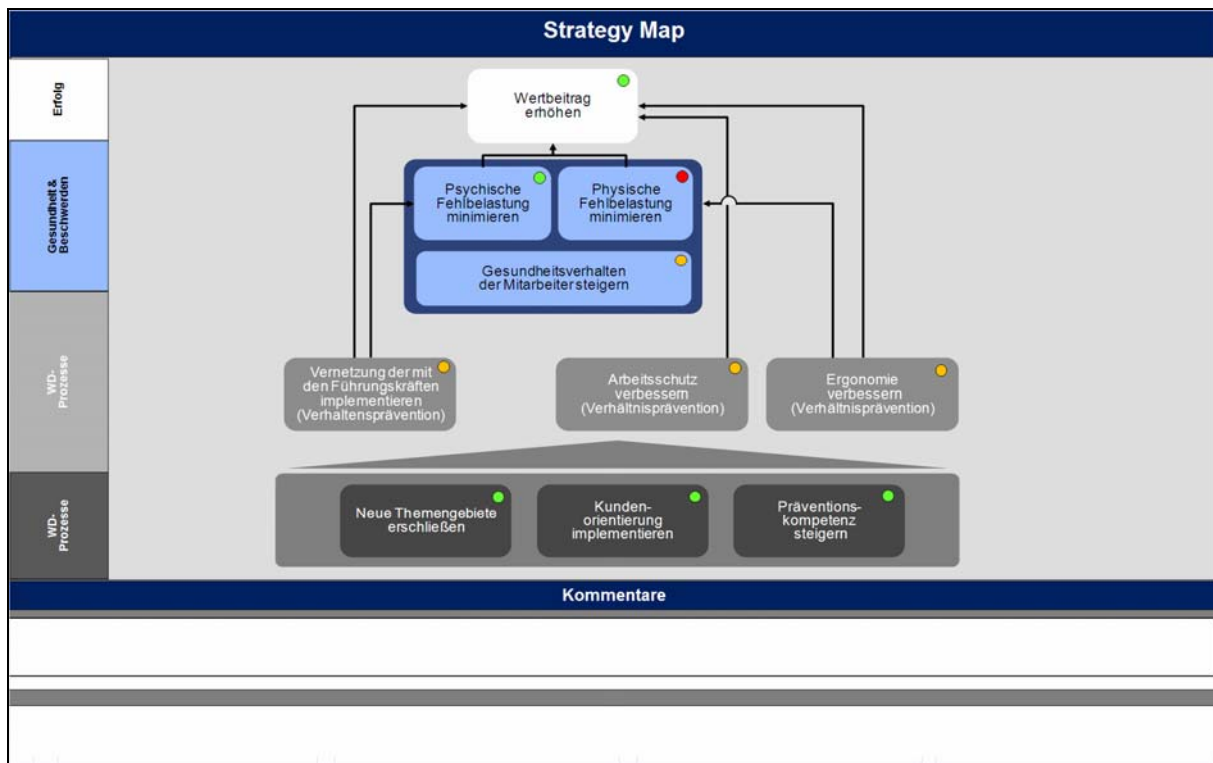 Strategy Map
Erfolg
Wertbeitrag
erhöhen
Gesundheit &
Beschwerden
Psychische
Fehlbelastung
minimieren
Physische
Fehlbelastung
minimieren
Gesundheitsverhalten
der Mitarbeiter steigern
WD-
Prozesse
Vernetzung der mit
den Führungskräften
implementieren
(Verhaltensprävention)
Arbeitsschutz
verbessern
(Verhältnisprävention)
Ergonomie
verbessern
(Verhältnisprävention)
WD-
Prozesse
Neue Themengebiete
erschließen
Kunden-
orientierung
implementieren
Präventions-
kompetenz
steigern
Kommentare